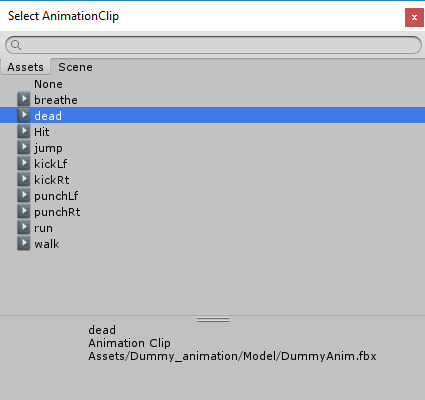 Select AnimationClip
x
Assets Scene
None
breathe
dead
Hit
jump
kickLf
kickRt
punchLf
punchRt
run
walk
dead
Animation Clip
Assets/Dummy_animation/Model/DummyAnim.fbx